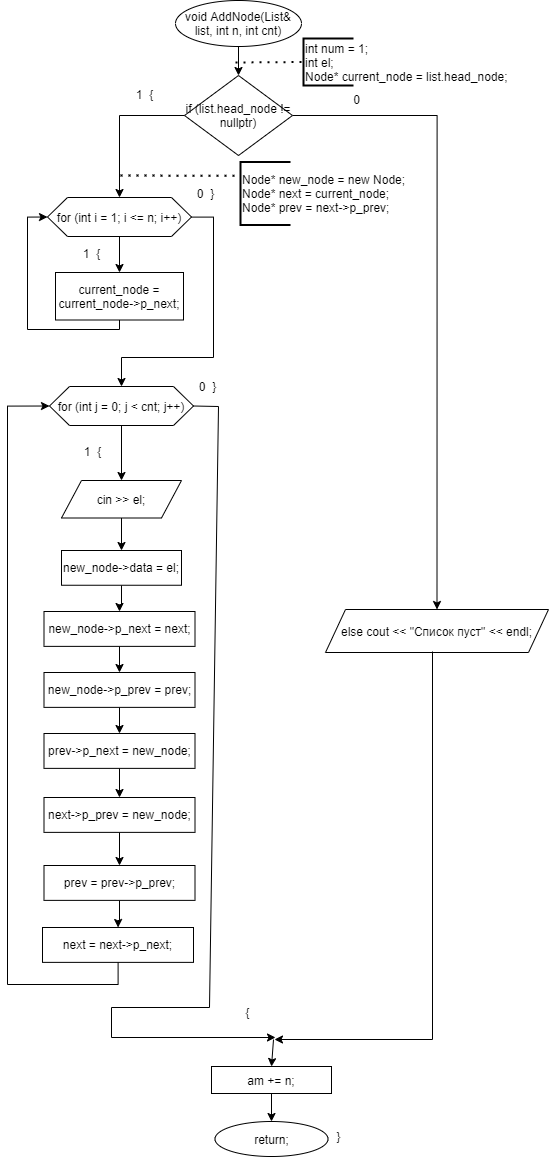 void AddNode(List&
list, int n, int cnt)
int num = 1;
int el;
Node* current_node = list.head_node;
1  {
0
if (list.head_node !=
nullptr)
Node* new_node = new Node;
Node* next = current_node;
Node* prev = next->p_prev;
0  }
for (int i = 1; i <= n; i++)
1  {
current_node =
current_node->p_next;
0  }
for (int j = 0; j < cnt; j++)
1  {
cin >> el;
new_node->data = el;
new_node->p_next = next;
else cout << "Список пуст" << endl;
new_node->p_prev = prev;
prev->p_next = new_node;
next->p_prev = new_node;
prev = prev->p_prev;
next = next->p_next;
{
am += n;
return;
}